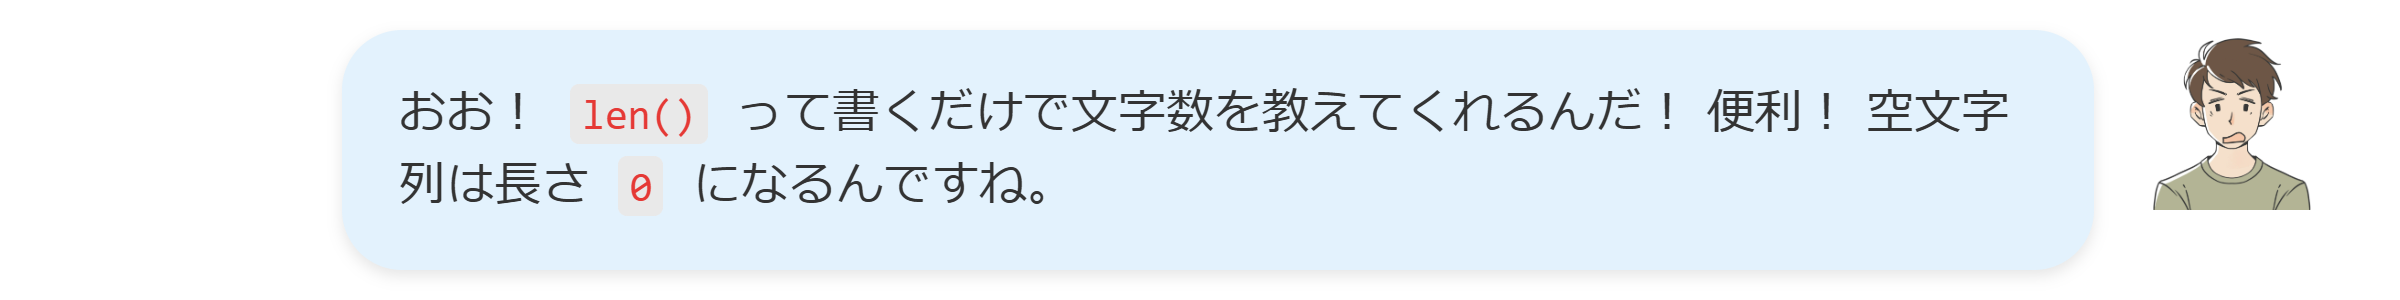 おお！ len() って書くだけで文字数を教えてくれるんだ！ 便利！ 空文字
列は長さ 0 になるんですね。